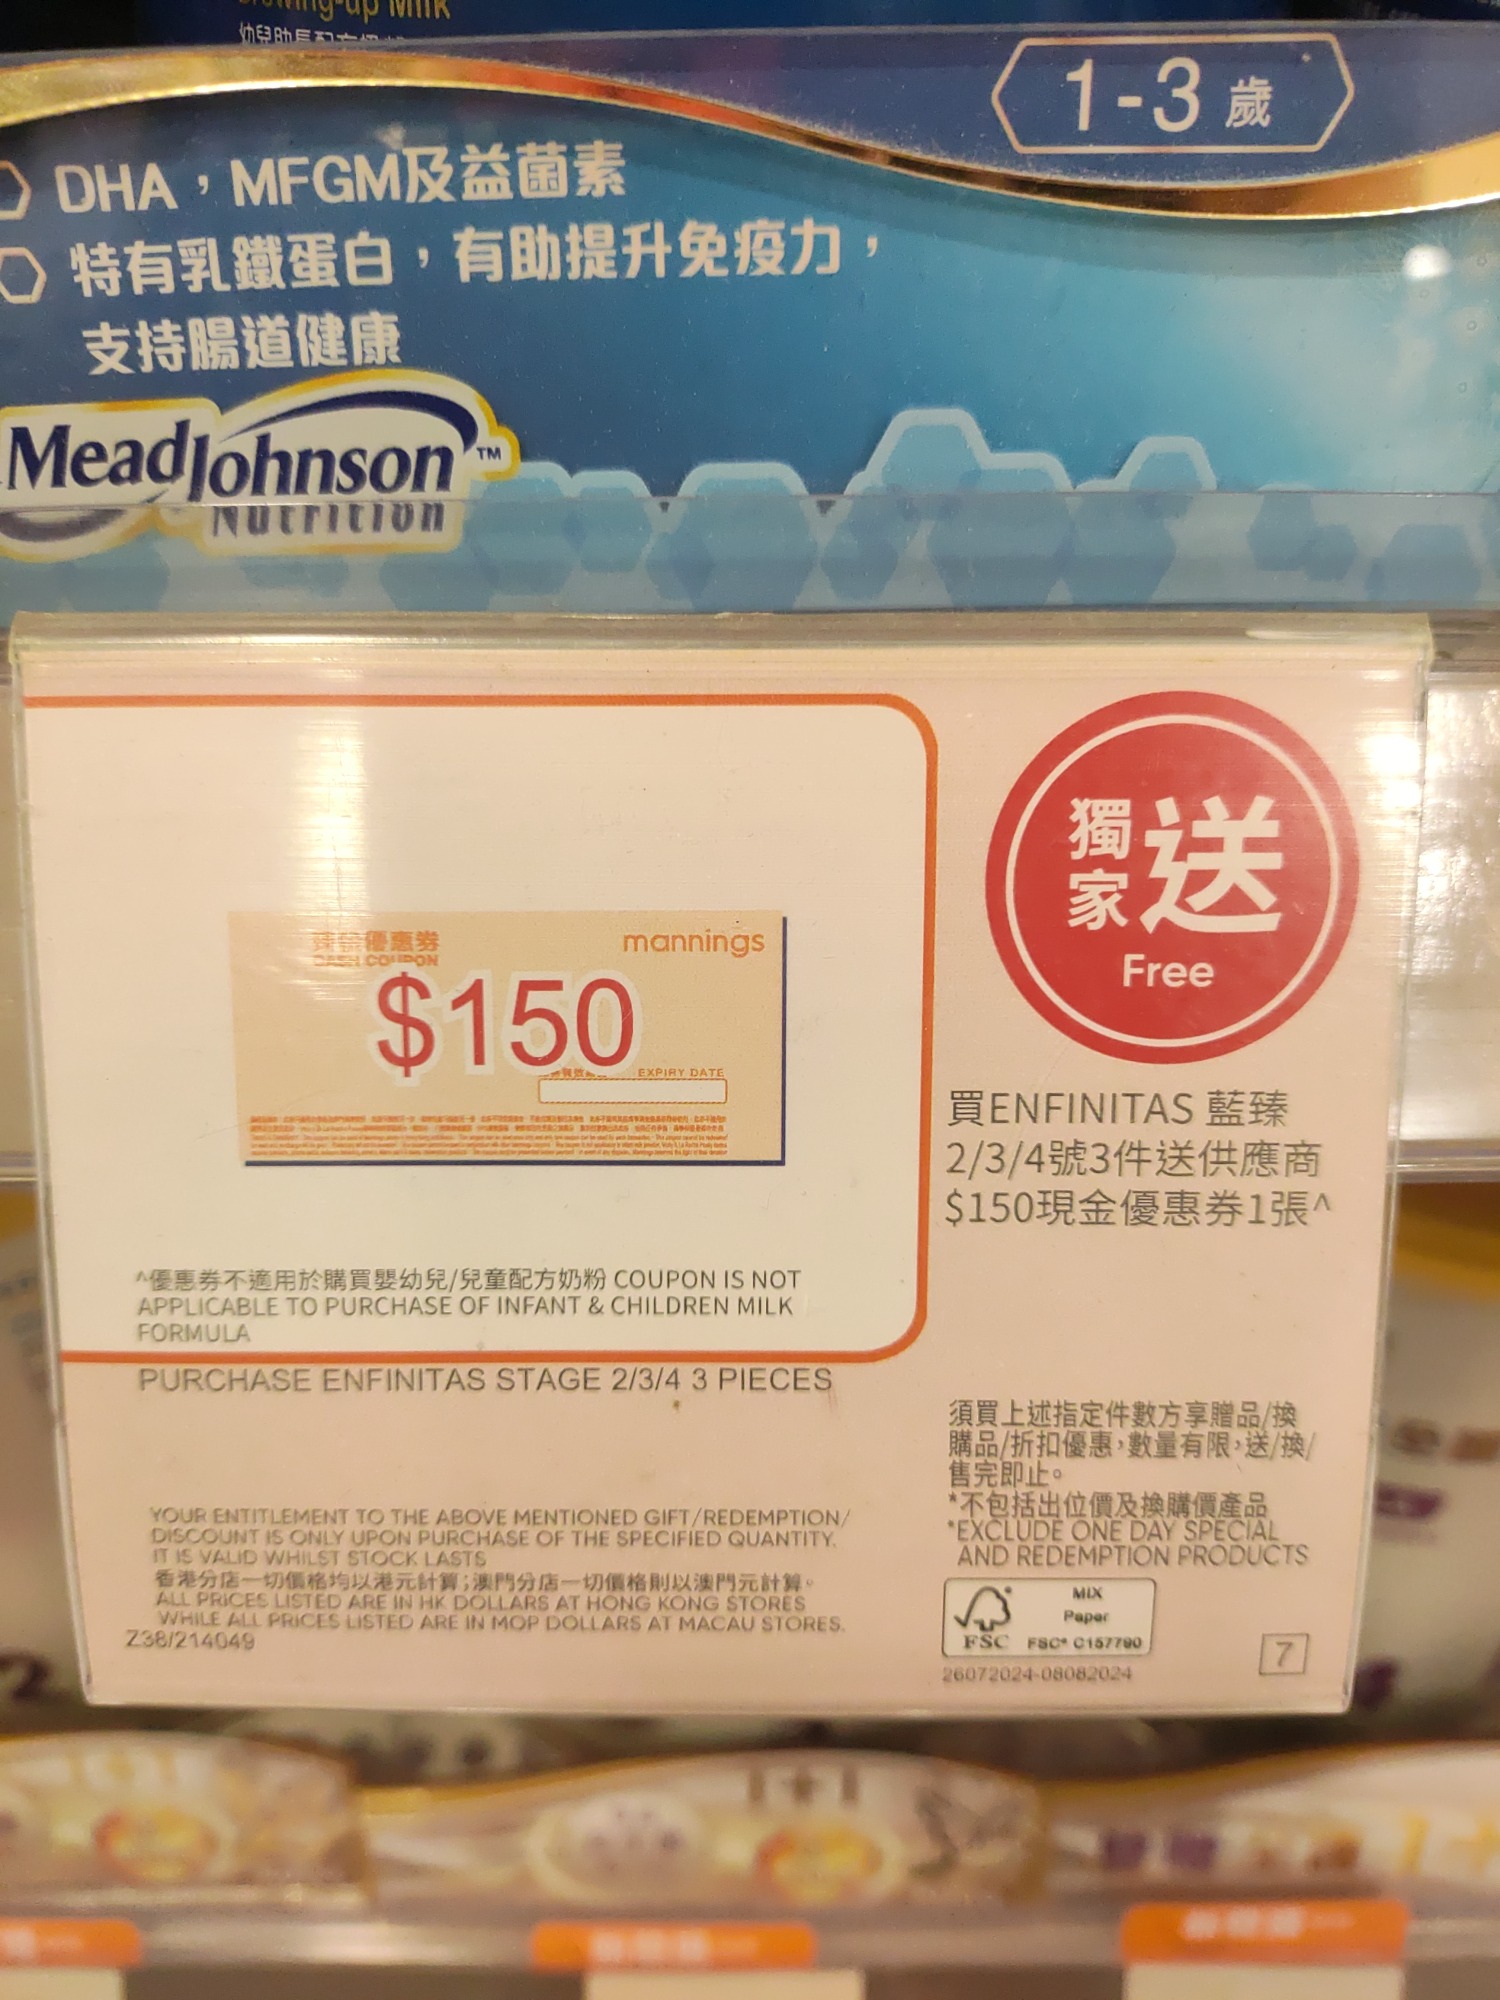 1-3歲
DHA，MFGM及益菌素
特有乳鐵蛋白，有助提升免疫力，
支持腸道健康
MeadJohnson™
Nutrition
獨家送
Free
優惠券
mannings
CASH COUPON
$150
EXPIRY DATE
買ENFINITAS 藍臻
2/3/4號3件送供應商
$150現金優惠券1張^
^優惠券不適用於購買嬰幼兒/兒童配方奶粉 COUPON IS NOT
APPLICABLE TO PURCHASE OF INFANT & CHILDREN MILK
FORMULA
PURCHASE ENFINITAS STAGE 2/3/4 3 PIECES
須買上述指定件數方享贈品/換
購品/折扣優惠，數量有限，送/換/
售完即止。
*不包括出位價及換購價產品
*EXCLUDE ONE DAY SPECIAL
AND REDEMPTION PRODUCTS
YOUR ENTITLEMENT TO THE ABOVE MENTIONED GIFT/REDEMPTION/
DISCOUNT IS ONLY UPON PURCHASE OF THE SPECIFIED QUANTITY.
IT IS VALID WHILST STOCK LASTS
香港分店一切價格均以港元計算；澳門分店一切價格則以澳門元計算。
ALL PRICES LISTED ARE IN HK DOLLARS AT HONG KONG STORES
WHILE ALL PRICES LISTED ARE IN MOP DOLLARS AT MACAU STORES.
Z38/214049
MIX
Paper
FSC FSC® C157790
26072024-08082024
7